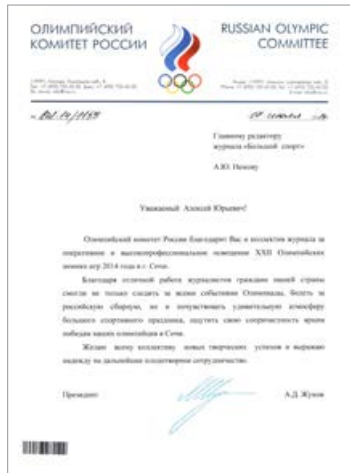 ОЛИМПИЙСКИЙ
КОМИТЕТ РОССИИ
RUSSIAN OLYMPIC
COMMITTEE
Главному редактору
журнала «Большой спорт»
А.Ю. Немову
Уважаемый Алексей Юрьевич!
Олимпийский комитет России благодарит Вас и коллектив журнала за
оперативное и высокопрофессиональное освещение XXII Олимпийских
зимних игр 2014 года в г. Сочи.
Благодаря отличной работе журналистов граждане нашей страны
смогли не только следить за всеми событиями Олимпиады, болеть за
российскую сборную, но и почувствовать удивительную атмосферу
большого спортивного праздника, ощутить свою сопричастность ярким
победам наших олимпийцев в Сочи.
Желаю всему коллективу новых творческих успехов и выражаю
надежду на дальнейшее плодотворное сотрудничество.
Президент
А.Д. Жуков